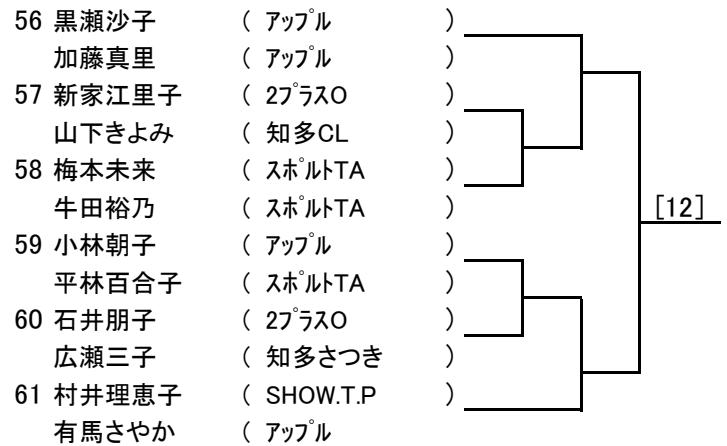 56 黒瀬沙子 ( アップル )
加藤真里 ( アップル )
57 新家江里子 ( 2プラスO )
山下きよみ ( 知多CL )
58 梅本未来 ( スポルトTA )
牛田裕乃 ( スポルトTA )
[12]
59 小林朝子 ( アップル )
平林百合子 ( スポルトTA )
60 石井朋子 ( 2プラスO )
広瀬三子 ( 知多さつき )
61 村井理恵子 ( SHOW.T.P )
有馬さやか ( アップル